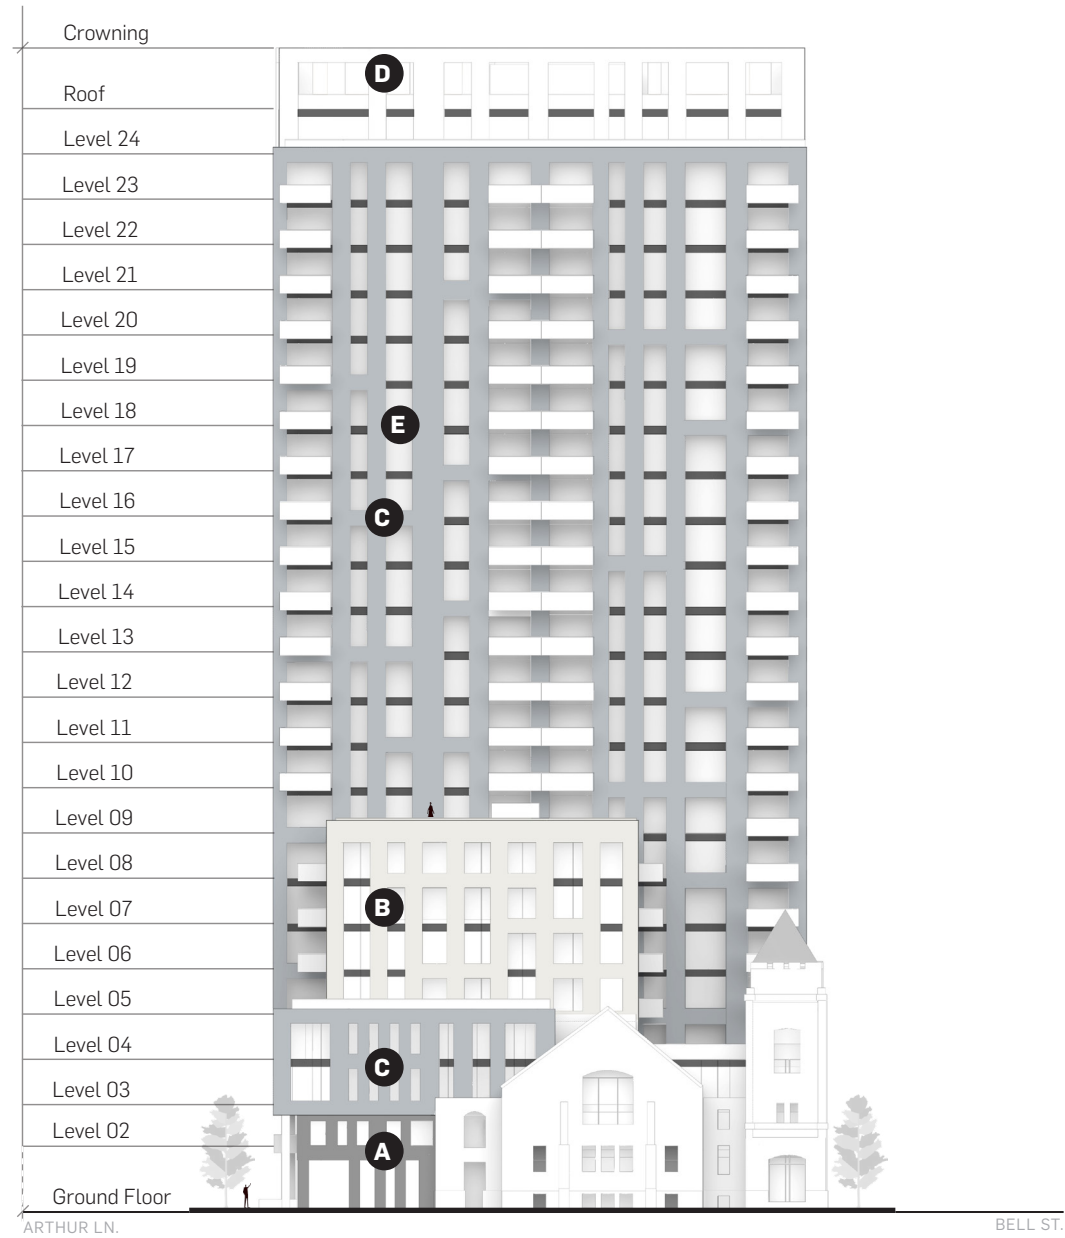 Crowning
D
Roof
Level 24
Level 23
Level 22
Level 21
Level 20
Level 19
Level 18
E
Level 17
Level 16
C
Level 15
Level 14
Level 13
Level 12
Level 11
Level 10
Level 09
Level 08
Level 07
B
Level 06
Level 05
Level 04
C
Level 03
Level 02
A
Ground Floor
ARTHUR LN.
BELL ST.